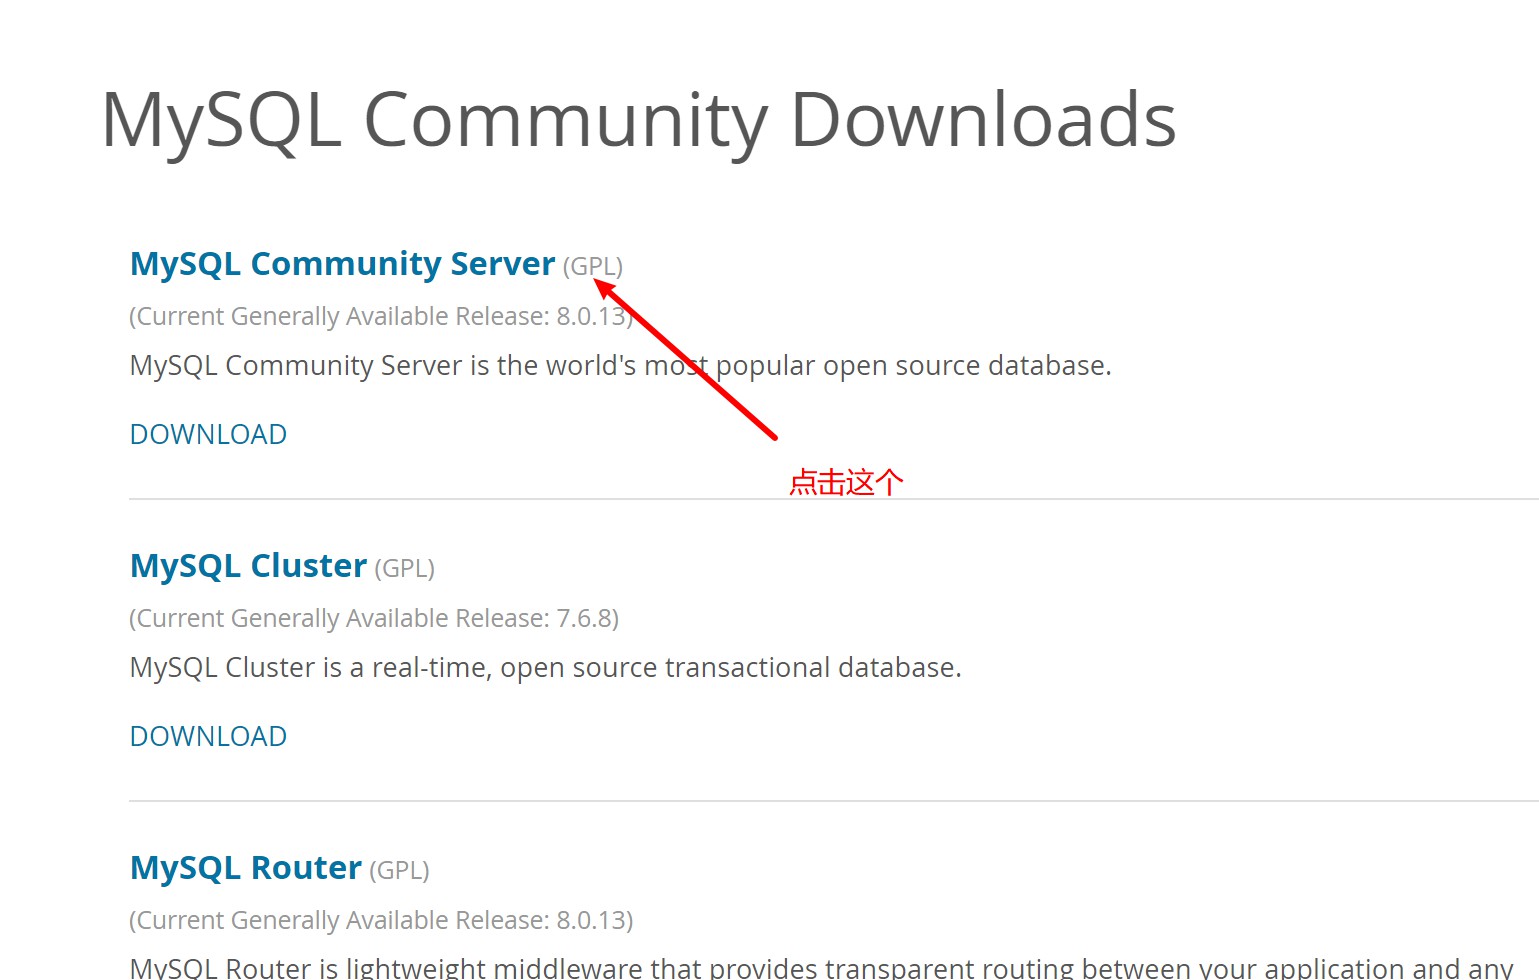 MySQL Community Downloads
MySQL Community Server (GPL)
(Current Generally Available Release: 8.0.13)
MySQL Community Server is the world's most popular open source database.
DOWNLOAD
点击这个
MySQL Cluster (GPL)
(Current Generally Available Release: 7.6.8)
MySQL Cluster is a real-time, open source transactional database.
DOWNLOAD
MySQL Router (GPL)
(Current Generally Available Release: 8.0.13)
MySQL Router is lightweight middleware that provides transparent routing between your application and any